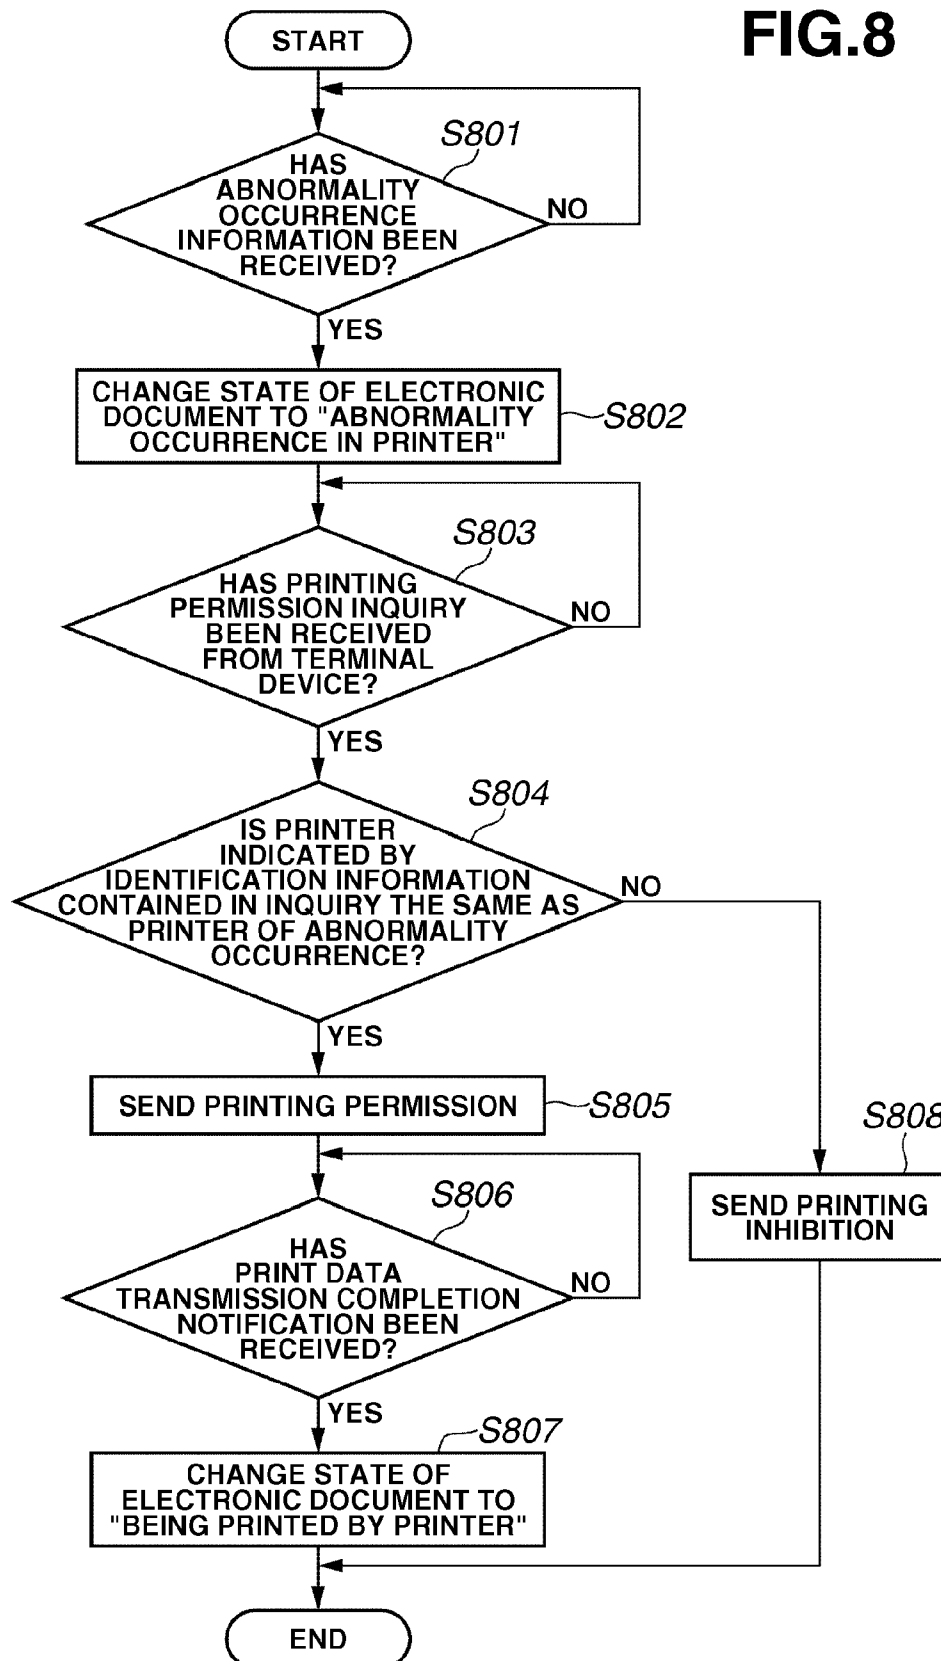 FIG.8
START
S801
HAS
ABNORMALITY
OCCURRENCE
INFORMATION BEEN
RECEIVED?
NO
YES
CHANGE STATE OF ELECTRONIC
DOCUMENT TO "ABNORMALITY
OCCURRENCE IN PRINTER"
S802
S803
HAS PRINTING
PERMISSION INQUIRY
BEEN RECEIVED
FROM TERMINAL
DEVICE?
NO
YES
S804
IS PRINTER
INDICATED BY
IDENTIFICATION INFORMATION
CONTAINED IN INQUIRY THE SAME AS
PRINTER OF ABNORMALITY
OCCURRENCE?
NO
YES
SEND PRINTING PERMISSION
S805
S808
SEND PRINTING
INHIBITION
S806
HAS
PRINT DATA
TRANSMISSION COMPLETION
NOTIFICATION BEEN
RECEIVED?
NO
YES
S807
CHANGE STATE OF
ELECTRONIC DOCUMENT TO
"BEING PRINTED BY PRINTER"
END